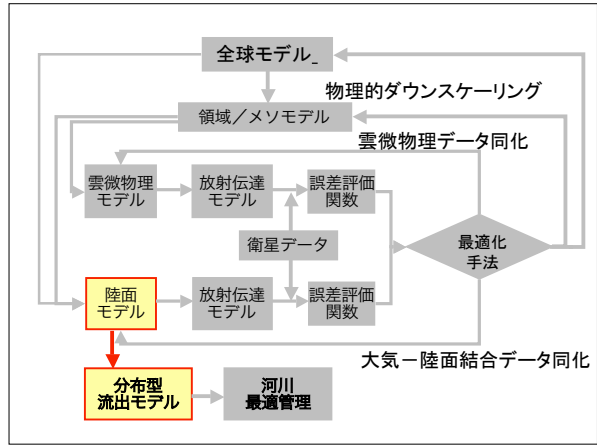 全球モデル_
物理的ダウンスケーリング
領域／メソモデル
雲微物理データ同化
雲微物理
モデル
放射伝達
モデル
誤差評価
関数
衛星データ
最適化
手法
陸面
モデル
放射伝達
モデル
誤差評価
関数
大気－陸面結合データ同化
分布型
流出モデル
河川
最適管理